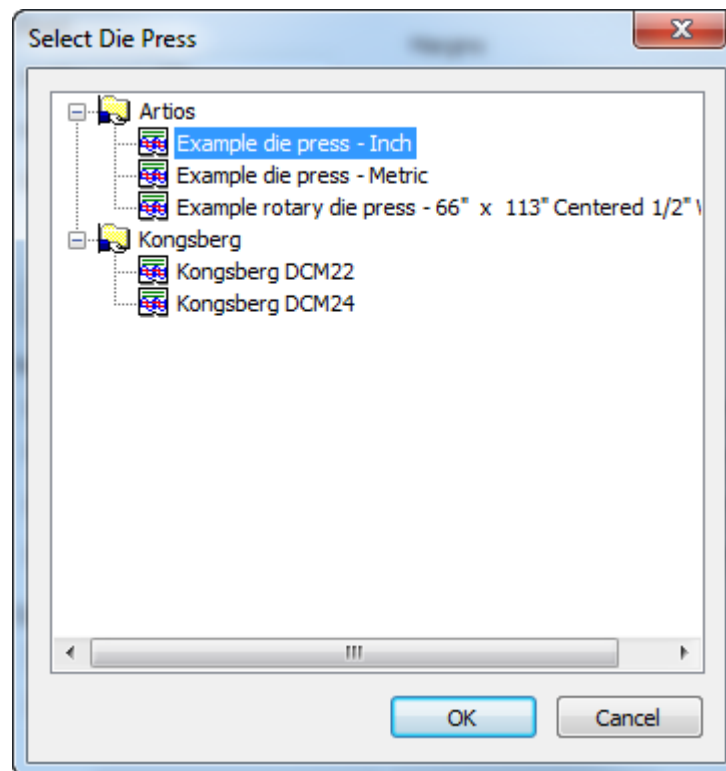 Select Die Press
Artios
Example die press - Inch
Example die press - Metric
Example rotary die press - 66" x 113" Centered 1/2"
Kongsberg
Kongsberg DCM22
Kongsberg DCM24
OK
Cancel